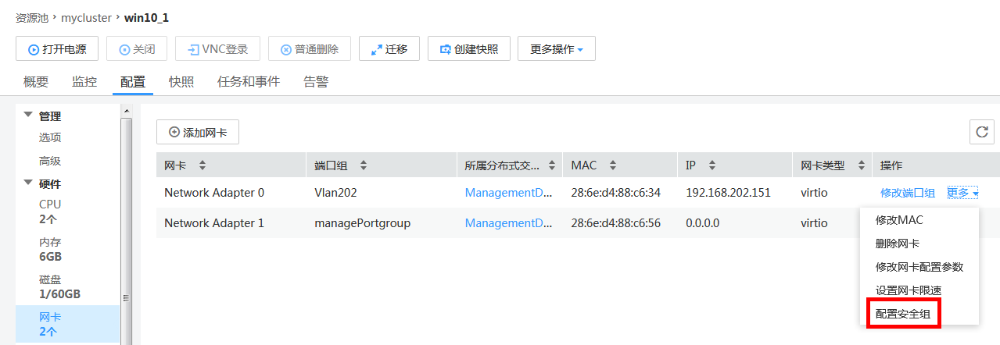 资源池 › mycluster › win10_1
打开电源 关闭 VNC登录 普通删除 迁移 创建快照 更多操作
概要 监控 配置 快照 任务和事件 告警
管理
选项
高级
硬件
CPU
2个
内存
6GB
磁盘
1/60GB
网卡
2个
添加网卡
网卡 端口组 所属分布式交... MAC IP 网卡类型 操作
Network Adapter 0 Vlan202 ManagementD... 28:6e:d4:88:c6:34 192.168.202.151 virtio 修改端口组 更多
Network Adapter 1 managePortgroup ManagementD... 28:6e:d4:88:c6:56 0.0.0.0 virtio
修改MAC
删除网卡
修改网卡配置参数
设置网卡限速
配置安全组